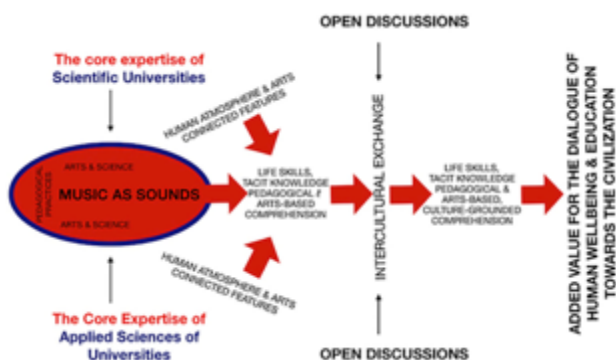 OPEN DISCUSSIONS
The core expertise of
Scientific Universities
HUMAN ATMOSPHERE & ARTS
CONNECTED FEATURES
ARTS & SCIENCE
PEDAGOGICAL
PRACTICES
MUSIC AS SOUNDS
ARTS & SCIENCE
LIFE SKILLS,
TACIT KNOWLEDGE
PEDAGOGICAL
ARTS-BASED
COMPREHENSION
INTERCULTURAL EXCHANGE
LIFE SKILLS,
TACIT KNOWLEDGE
PEDAGOGICAL &
ARTS-BASED,
CULTURE-GROUNDED
COMPREHENSION
ADDED VALUE FOR THE DIALOGUE OF
HUMAN WELLBEING & EDUCATION
TOWARDS THE CIVILIZATION
HUMAN ATMOSPHERE & ARTS
CONNECTED FEATURES
The Core Expertise of
Applied Sciences of
Universities
OPEN DISCUSSIONS